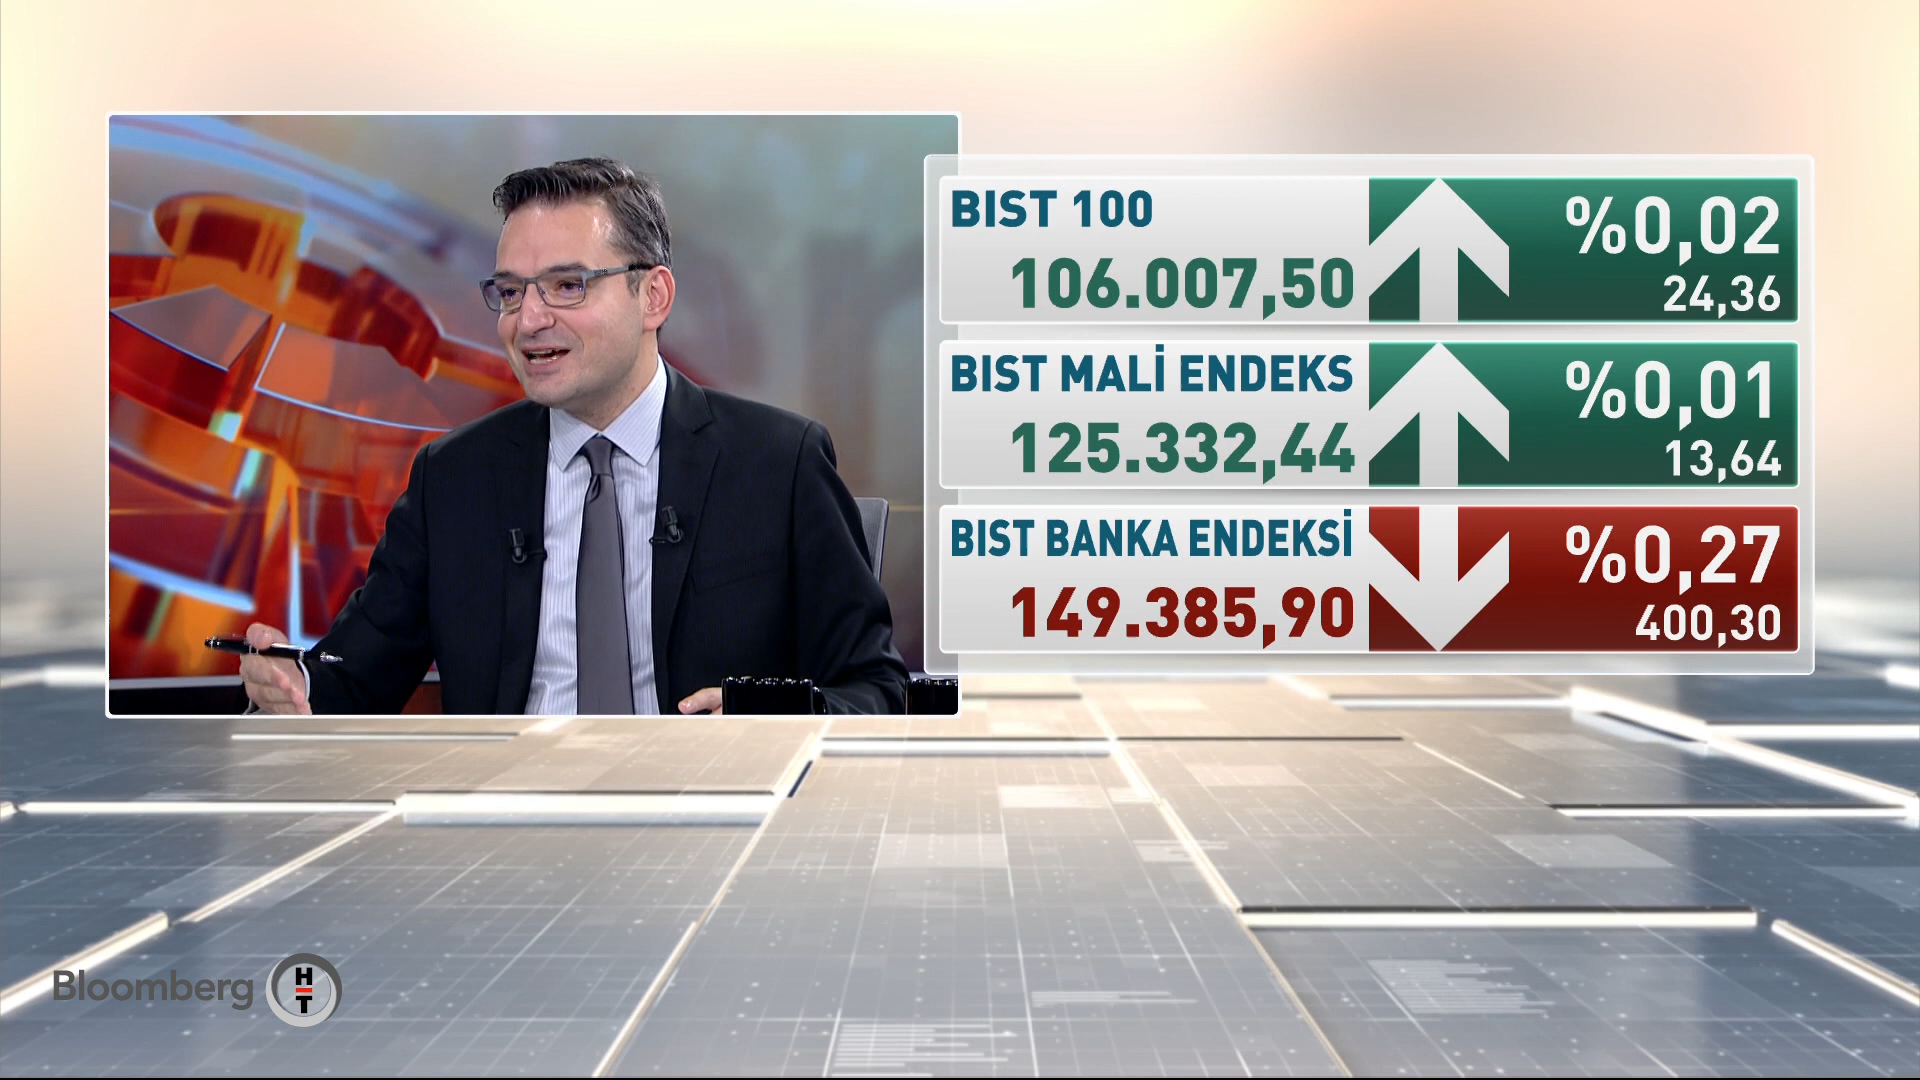 BIST 100
106.007,50
%0,02
24,36
BIST MALİ ENDEKS
125.332,44
%0,01
13,64
BIST BANKA ENDEKSİ
149.385,90
%0,27
400,30
Bloomberg HT